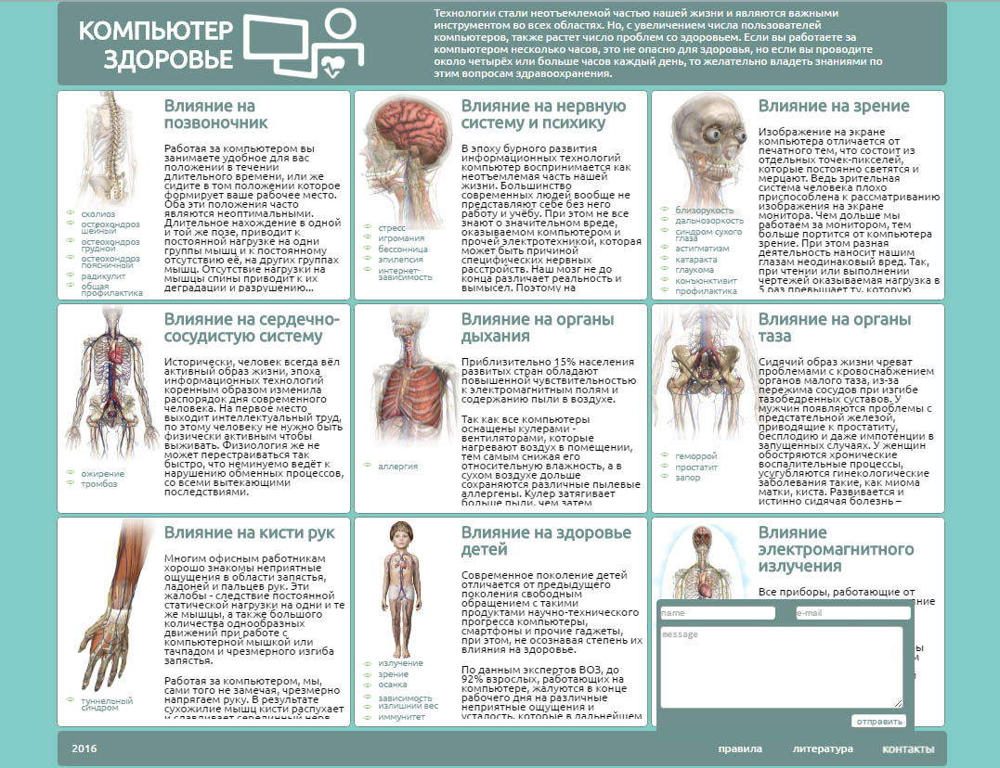 КОМПЬЮТЕР
ЗДОРОВЬЕ
Технологии стали неотъемлемой частью нашей жизни и являются важными
инструментом во всех областях. Но, с увеличением числа пользователей
компьютеров, также растет число проблем со здоровьем. Если вы работаете за
компьютером несколько часов, это не опасно для здоровья, но если вы проводите
около четырёх или больше часов каждый день, то желательно владеть знаниями по
этим вопросам здравоохранения.
Влияние на
позвоночник
Работая за компьютером вы
занимаете удобное для вас
положении в течении
длительного времени, или же
сидите в том положении которое
формирует ваше рабочее место.
Оба эти положения часто
являются неоптимальными.
Длительное нахождение в одной
и той же позе, приводит к
постоянной нагрузке на одни
группы мышц и к постоянному
отсутствию её, на других группах
мышц. Отсутствие нагрузки на
мышцы спины приводит к их
деградации и разрушению...
сколиоз
остеохондроз
шейный
остеохондроз
грудной
остеохондроз
поясничный
радикулит
общая
профилактика
Влияние на нервную
систему и психику
В эпоху бурного развития
информационных технологий
компьютер воспринимается как
неотъемлемая часть нашей
жизни. Большинство
современных людей вообще не
представляют себе без него
работу и учёбу. При этом не все
знают о значительном вреде,
оказываемом компьютером и
прочей электротехникой, которая
может быть причиной
специфических нервных
расстройств. Наш мозг не до
конца различает реальность и
вымысел. Поэтому на
стресс
игромания
бессонница
эпилепсия
интернет-
зависимость
Влияние на зрение
Изображение на экране
компьютера отличается от
печатного тем, что состоит из
отдельных точек-пикселей,
которые постоянно светятся и
мерцают. Ведь зрительная
система человека плохо
приспособлена к рассматриванию
изображения на экране
монитора. Чем дольше мы
работаем за монитором, тем
больше портится от компьютера
зрение. При этом разная
деятельность наносит нашим
глазам неодинаковый вред. Так,
при чтении или выполнении
чертежей оказываемая нагрузка в
5 раз превышает ту, которую
близорукость
дальнозоркость
синдром сухого
глаза
астигматизм
катаракта
глаукома
конъюнктивит
профилактика
Влияние на сердечно-
сосудистую систему
Исторически, человек всегда вёл
активный образ жизни, эпоха
информационных технологий
коренным образом изменила
распорядок дня современного
человека. На первое место
выходит интеллектуальный труд,
по этому человеку не нужно быть
физически активным чтобы
выживать. Физиология же не
может перестраиваться так
быстро, что неминуемо ведёт к
нарушению обменных процессов,
со всеми вытекающими
последствиями.
ожирение
тромбоз
Влияние на органы
дыхания
Приблизительно 15% населения
развитых стран обладают
повышенной чувствительностью
к электромагнитным полям и
содержанию пыли в воздухе.
Так как все компьютеры
оснащены кулерами -
вентиляторами, которые
нагревают воздух в помещении,
тем самым снижая его
относительную влажность, а в
сухом воздухе дольше
сохраняются различные пылевые
аллергены. Кулер затягивает
больше пыли, чем затем
аллергия
Влияние на органы
таза
Сидячий образ жизни чреват
проблемами с кровоснабжением
органов малого таза, из-за
пережима сосудов при изгибе
тазобедренных суставов. У
мужчин появляются проблемы с
предстательной железой,
приводящие к простатиту,
бесплодию и даже импотенции в
запущенных случаях. У женщин
обостряются хронические
воспалительные процессы,
усугубляются гинекологические
заболевания такие, как миома
матки, киста. Развивается и
истинно сидячая болезнь –
геморрой
простатит
запор
Влияние на кисти рук
Многим офисным работникам
хорошо знакомы неприятные
ощущения в области запястья,
ладоней и пальцев рук. Эти
жалобы - следствие постоянной
статической нагрузки на одни и те
же мышцы, а также большого
количества однообразных
движений при работе с
компьютерной мышкой или
тачпадом и чрезмерного изгиба
запястья.
Работая за компьютером, мы,
сами того не замечая, чрезмерно
напрягаем руку. В результате
сухожилие мышц кисти распухает
и сдавливает серединный нерв
туннельный
синдром
Влияние на здоровье
детей
Современное поколение детей
отличается от предыдущего
поколения свободным
обращением с такими
продуктами научно-технического
прогресса компьютеры,
смартфоны и прочие гаджеты,
при этом, не осознавая степень их
влияния на здоровье.
По данным экспертов ВОЗ, до
92% взрослых, работающих на
компьютере, жалуются в конце
рабочего дня на различные
неприятные ощущения и
усталость, которые в дальнейшем
излучение
зрение
осанка
зависимость
излишний вес
иммунитет
Влияние
электромагнитного
излучения
Все приборы, работающие от
name
e-mail
message
отправить
2016
правила
литература
контакты